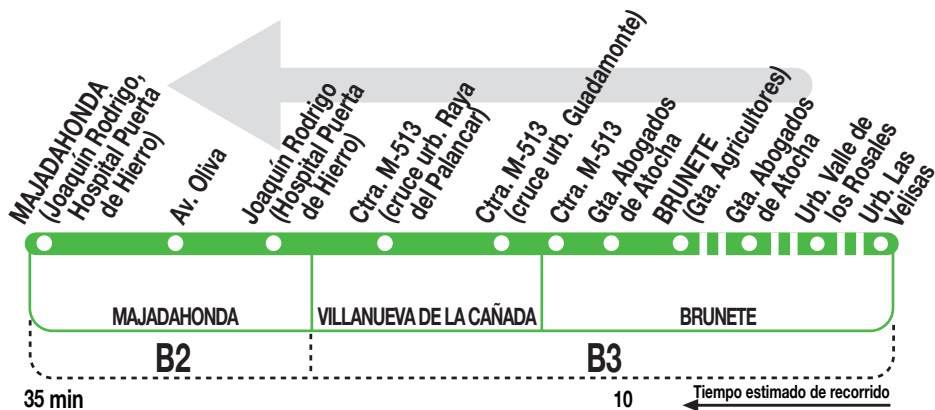 MAJADAHONDA
(Joaquín Rodrigo,
Hospital Puerta
de Hierro)
Av. Oliva
Joaquín Rodrigo
(Hospital Puerta
de Hierro)
Ctra. M-513
(cruce urb. Raya
del Palancar)
Ctra. M-513
(cruce urb. Guadamonte)
Ctra. M-513
Gta. Abogados
de Atocha
BRUNETE
(Gta. Agricultores)
Gta. Abogados
de Atocha
Urb. Valle de
los Rosales
Urb. Las
Velisas
MAJADAHONDA
VILLANUEVA DE LA CAÑADA
BRUNETE
B2
B3
35 min
10
Tiempo estimado de recorrido